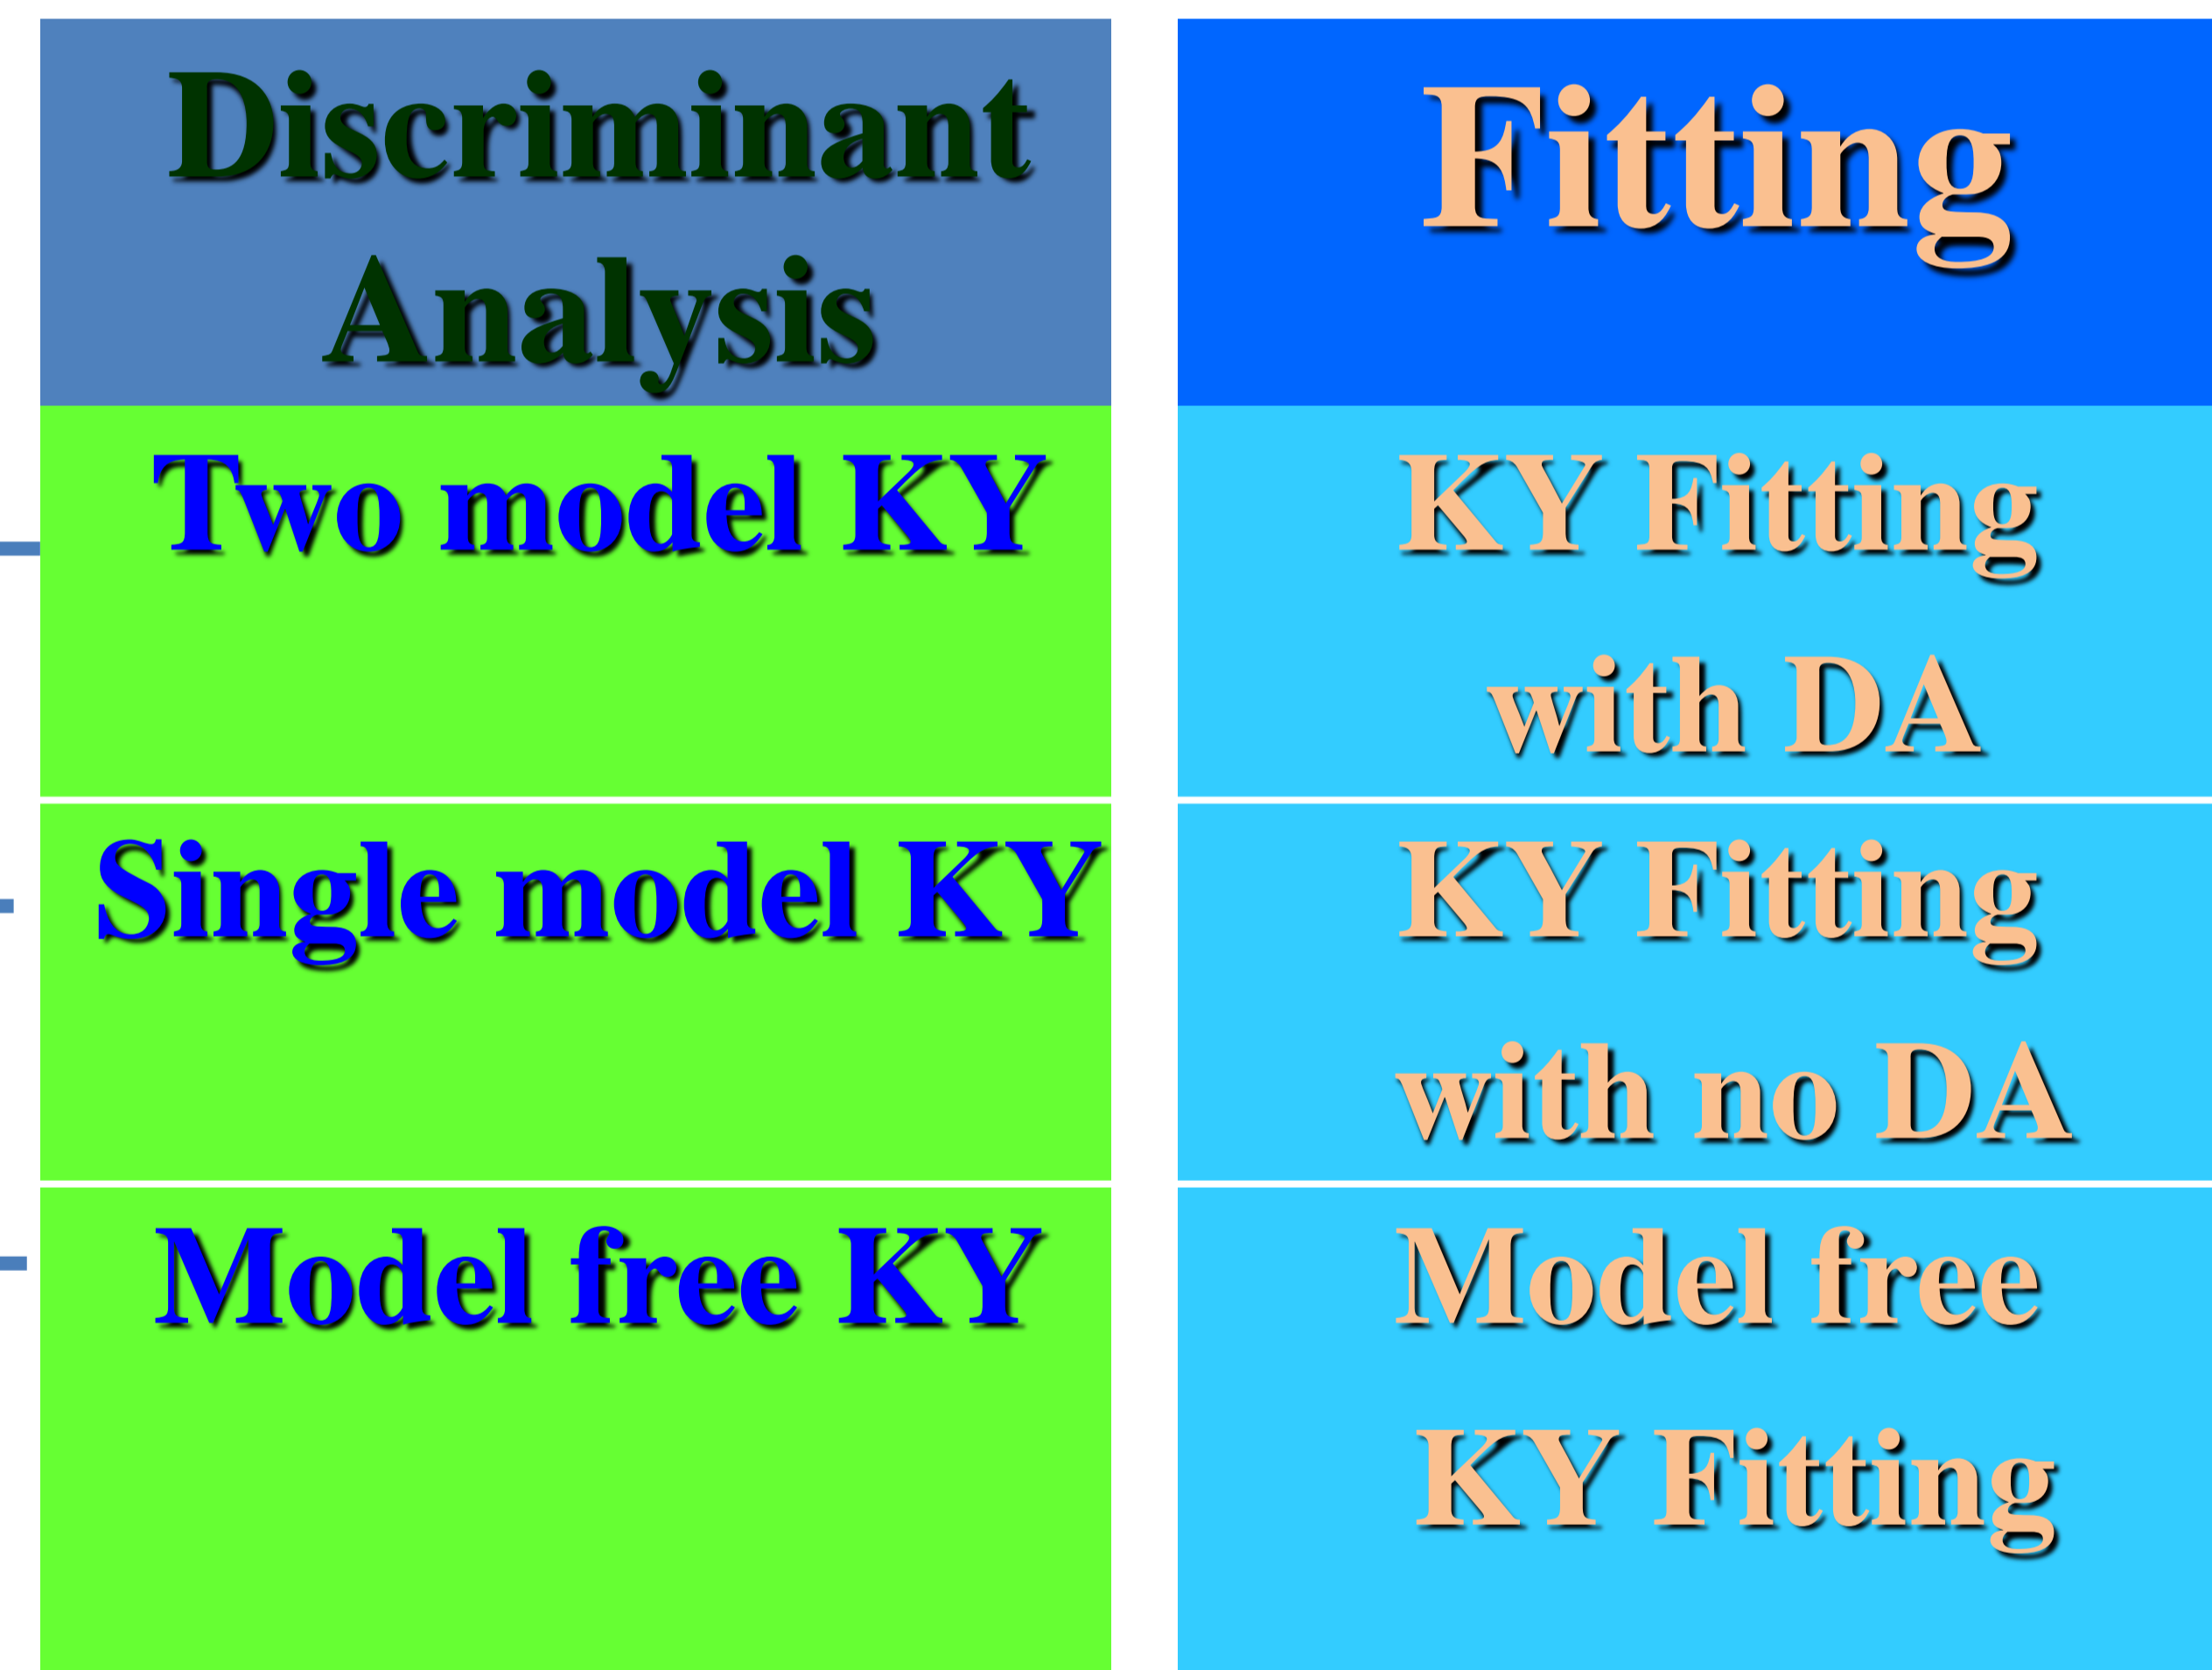 Discriminant
Analysis
Fitting
Two model KY
KY Fitting
with DA
Single model KY
KY Fitting
with no DA
Model free KY
Model free
KY Fitting